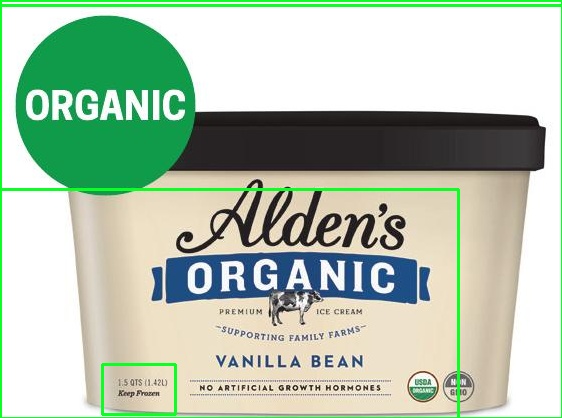 ORGANIC
Alden's
ORGANIC
PREMIUM ICE CREAM
SUPPORTING FAMILY FARMS
VANILLA BEAN
1.5 QTS (1.42L)
Keep Frozen
NO ARTIFICIAL GROWTH HORMONES
USDA
ORGANIC
NON
GMO